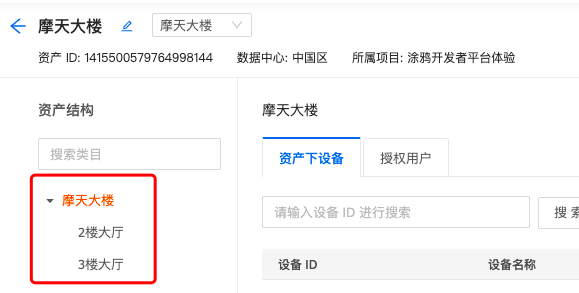 摩天大楼 摩天大楼
资产 ID: 1415500579764998144 数据中心: 中国区 所属项目: 涂鸦开发者平台体验
资产结构
搜索类目
摩天大楼
2楼大厅
3楼大厅
摩天大楼
资产下设备 授权用户
请输入设备 ID 进行搜索 搜 索
设备 ID 设备名称